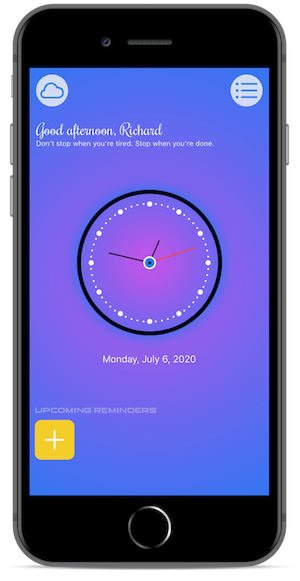 Good afternoon, Richard
Don't stop when you're tired. Stop when you're done.
Monday, July 6, 2020
UPCOMING REMINDERS